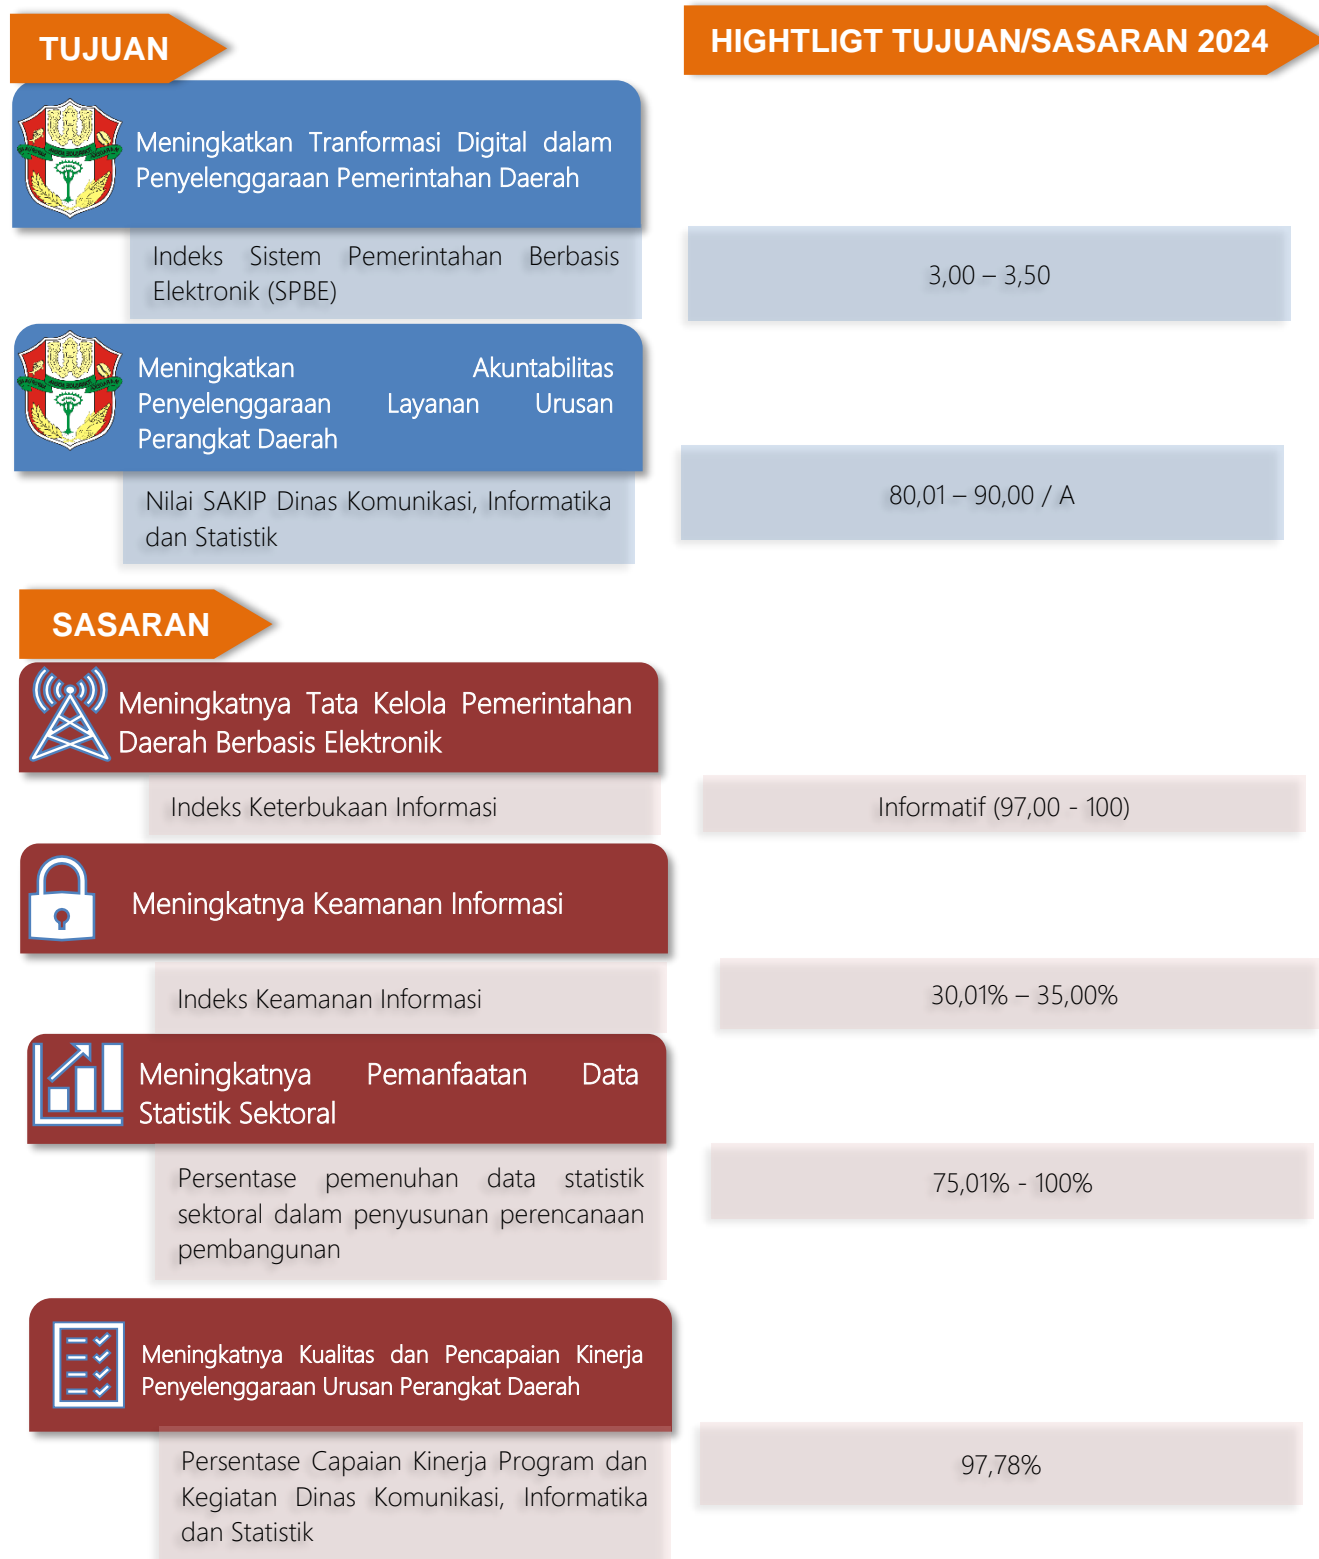 TUJUAN
HIGHTLIGT TUJUAN/SASARAN 2024
Meningkatkan Tranformasi Digital dalam
Penyelenggaraan Pemerintahan Daerah
Indeks Sistem Pemerintahan Berbasis
Elektronik (SPBE)
3,00 – 3,50
Meningkatkan Akuntabilitas
Penyelenggaraan Layanan Urusan
Perangkat Daerah
Nilai SAKIP Dinas Komunikasi, Informatika
dan Statistik
80,01 – 90,00 / A
SASARAN
Meningkatnya Tata Kelola Pemerintahan
Daerah Berbasis Elektronik
Indeks Keterbukaan Informasi
Informatif (97,00 - 100)
Meningkatnya Keamanan Informasi
Indeks Keamanan Informasi
30,01% – 35,00%
Meningkatnya Pemanfaatan Data
Statistik Sektoral
Persentase pemenuhan data statistik
sektoral dalam penyusunan perencanaan
pembangunan
75,01% - 100%
Meningkatnya Kualitas dan Pencapaian Kinerja
Penyelenggaraan Urusan Perangkat Daerah
Persentase Capaian Kinerja Program dan
Kegiatan Dinas Komunikasi, Informatika
dan Statistik
97,78%